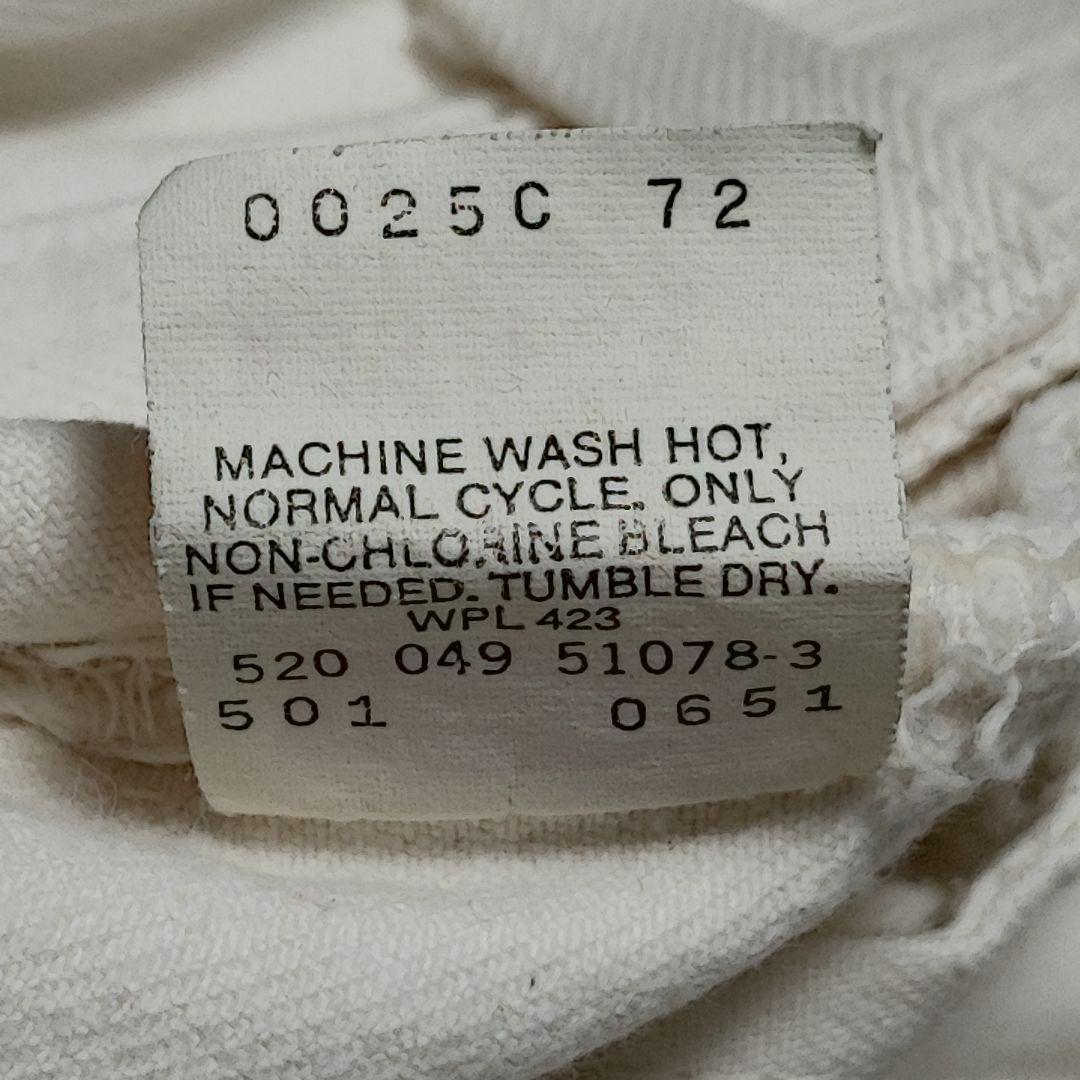 0025C 72
MACHINE WASH HOT,
NORMAL CYCLE. ONLY
NON-CHLORINE BLEACH
IF NEEDED. TUMBLE DRY.
WPL 423
520 049 51078-3
501 0651